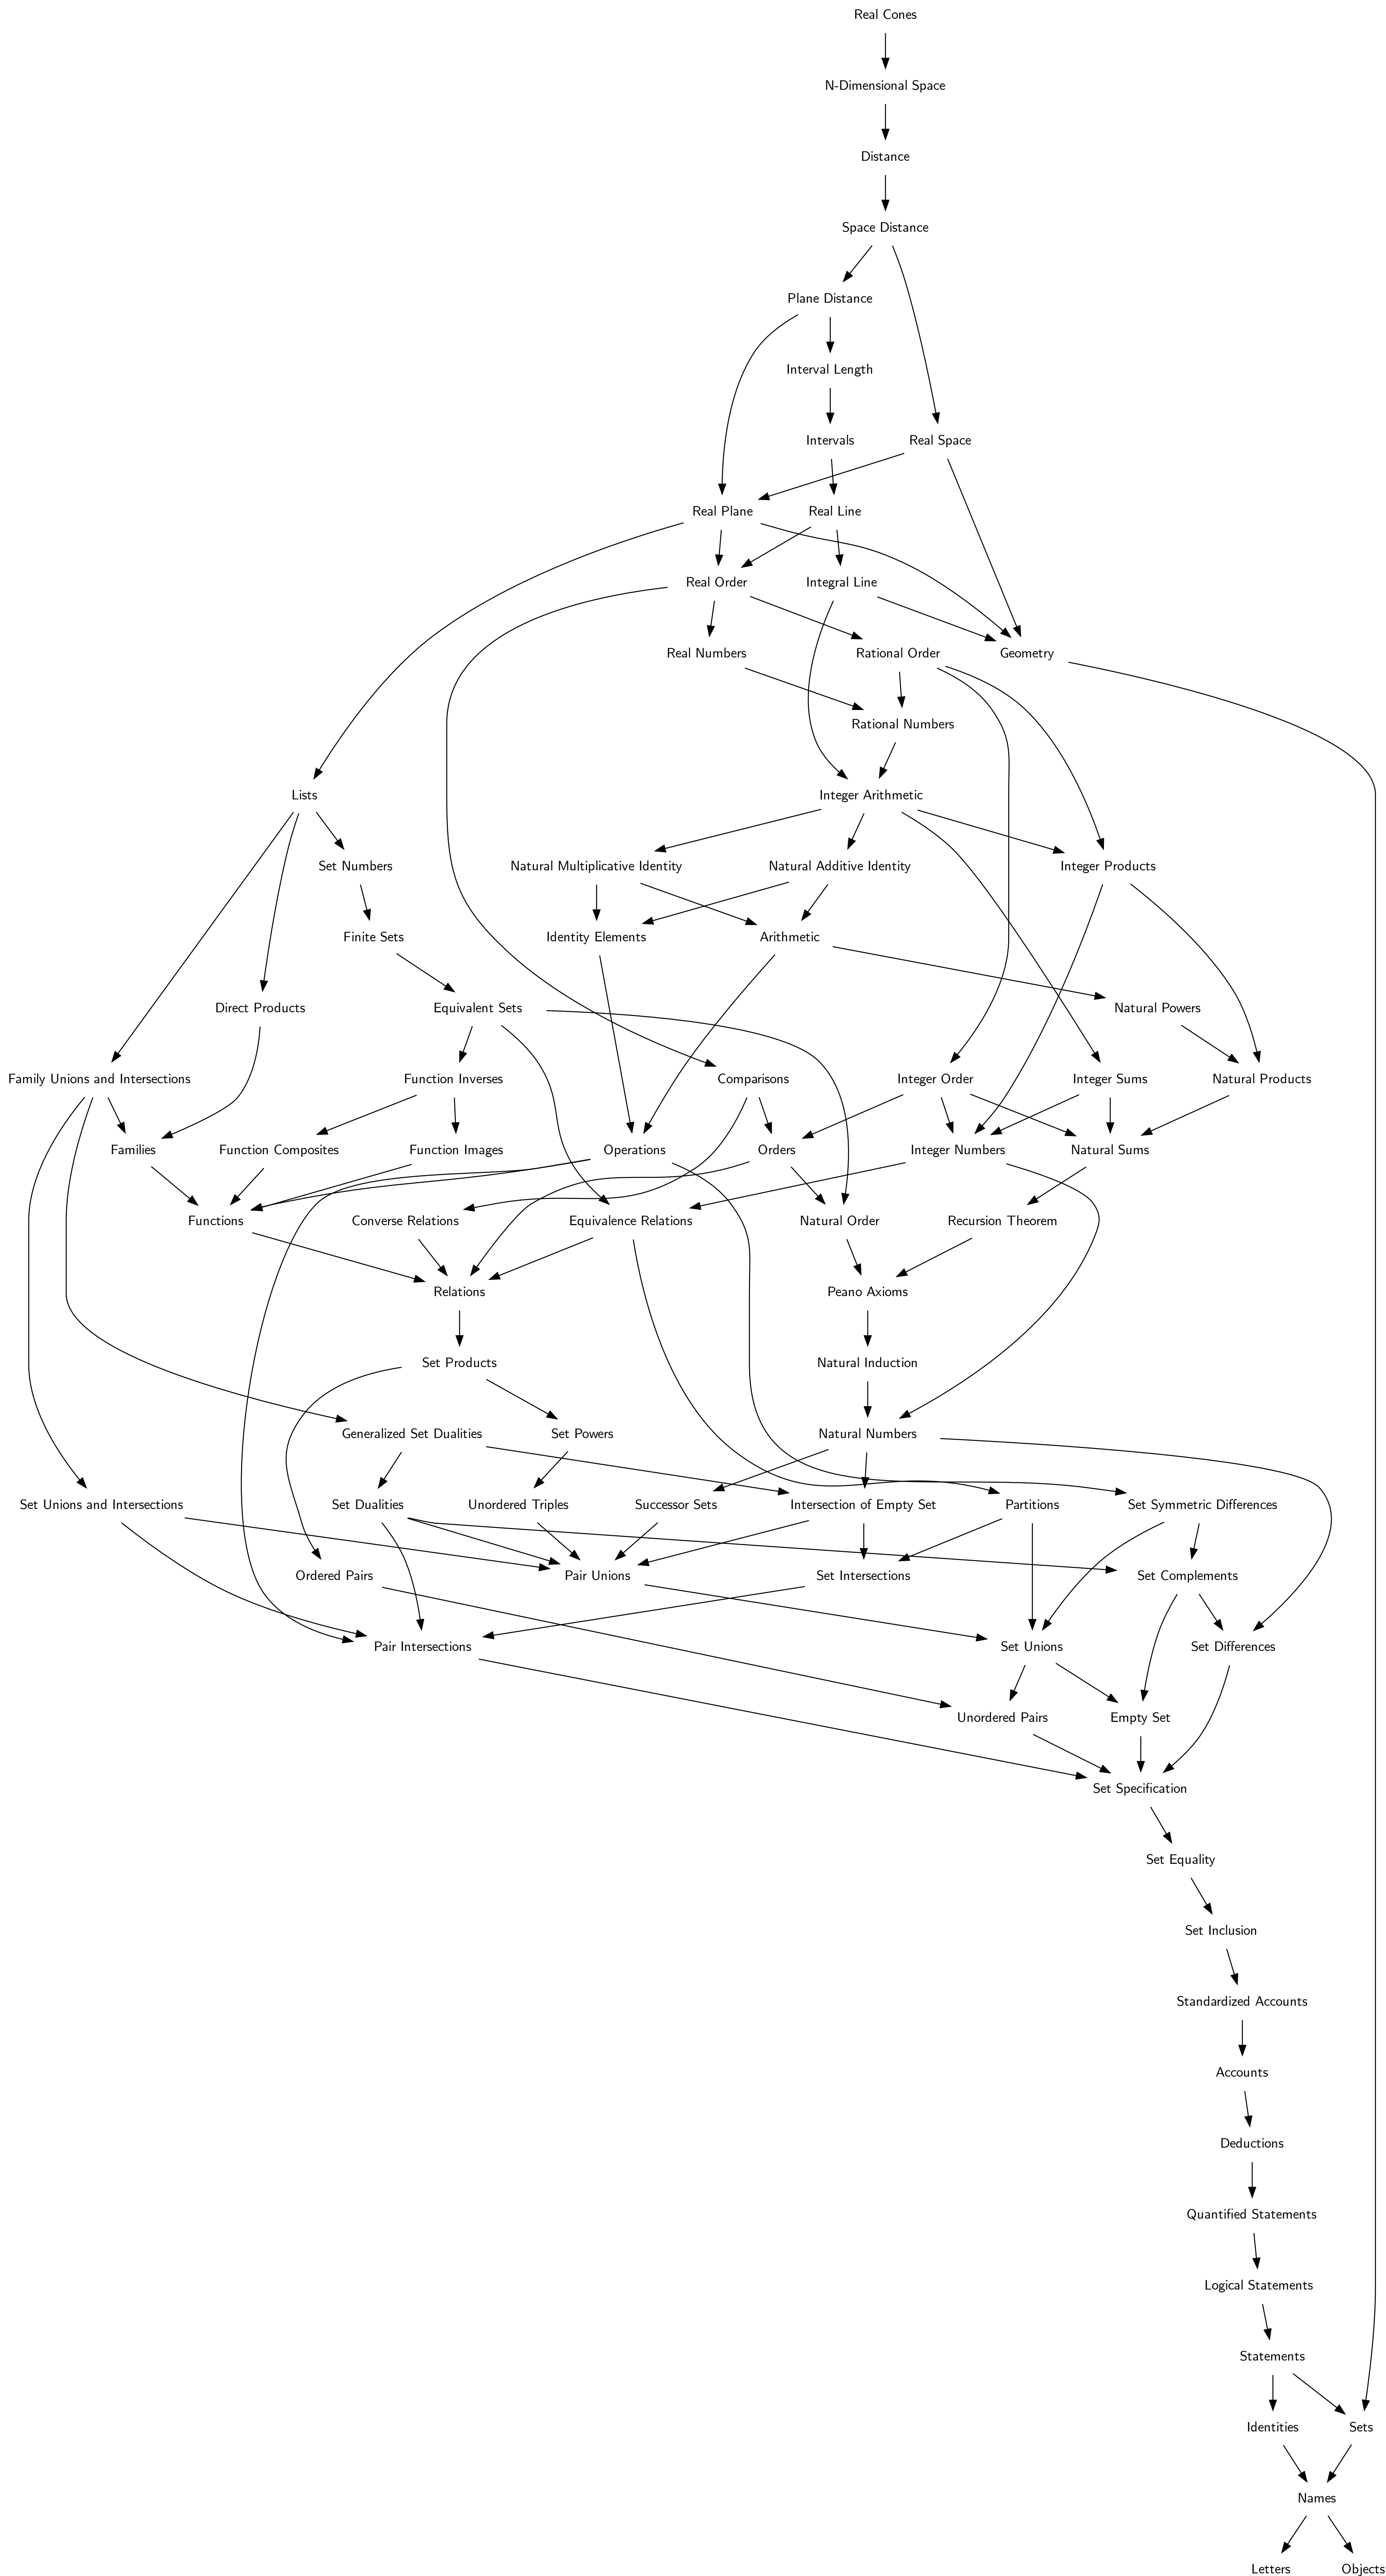 Real Cones
N-Dimensional Space
Distance
Space Distance
Plane Distance
Interval Length
Intervals
Real Space
Real Plane
Real Line
Real Order
Integral Line
Real Numbers
Rational Order
Geometry
Rational Numbers
Lists
Integer Arithmetic
Set Numbers
Natural Multiplicative Identity
Natural Additive Identity
Integer Products
Finite Sets
Identity Elements
Arithmetic
Direct Products
Equivalent Sets
Natural Powers
Family Unions and Intersections
Function Inverses
Comparisons
Integer Order
Integer Sums
Natural Products
Families
Function Composites
Function Images
Operations
Orders
Integer Numbers
Natural Sums
Functions
Converse Relations
Equivalence Relations
Natural Order
Recursion Theorem
Relations
Peano Axioms
Set Products
Natural Induction
Generalized Set Dualities
Set Powers
Natural Numbers
Set Unions and Intersections
Set Dualities
Unordered Triples
Successor Sets
Intersection of Empty Set
Partitions
Set Symmetric Differences
Ordered Pairs
Pair Unions
Set Intersections
Set Complements
Pair Intersections
Set Unions
Set Differences
Unordered Pairs
Empty Set
Set Specification
Set Equality
Set Inclusion
Standardized Accounts
Accounts
Deductions
Quantified Statements
Logical Statements
Statements
Identities
Sets
Names
Letters
Objects